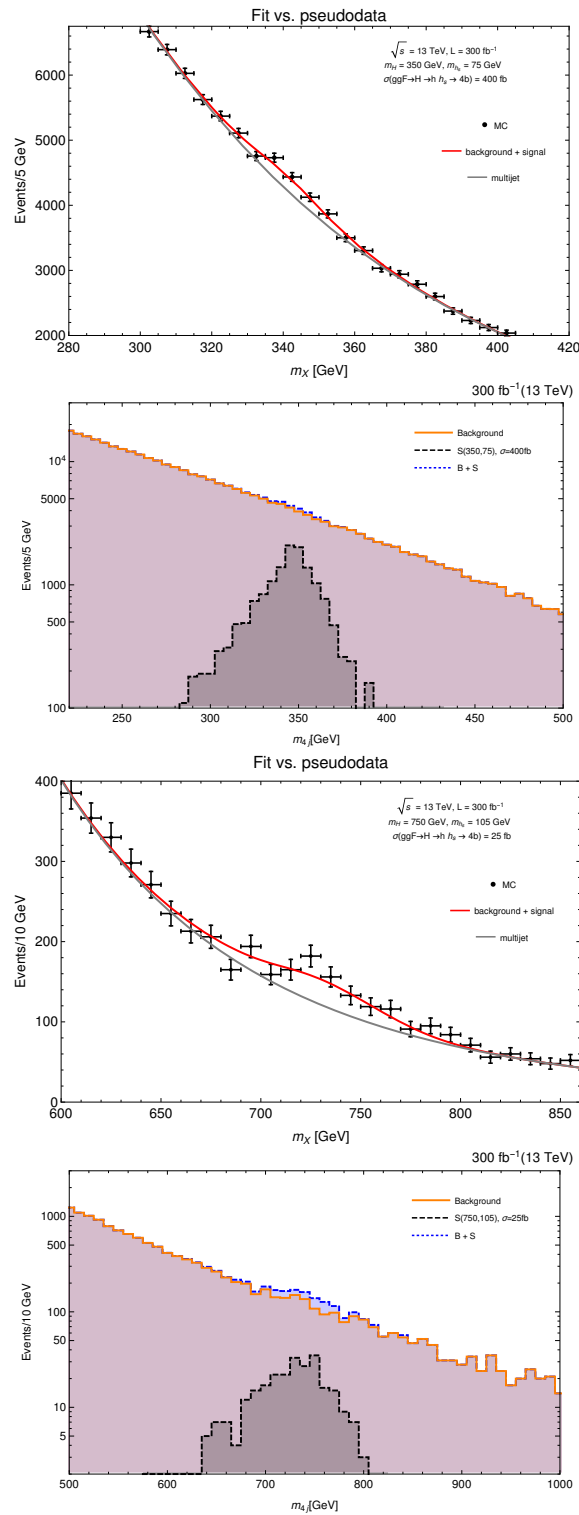 Fit vs. pseudodata
√s = 13 TeV, L = 300 fb⁻¹
m_H = 350 GeV, m_{h_s} = 75 GeV
σ(ggF→H →h h_s → 4b) = 400 fb
MC
background + signal
multijet
Events/5 GeV
6000
5000
4000
3000
2000
280 300 320 340 360 380 400 420
m_X [GeV]
300 fb⁻¹(13 TeV)
Background
S(350,75), σ=400fb
B + S
Events/5 GeV
10⁴
5000
1000
500
100
250 300 350 400 450 500
m_{4j}[GeV]
Fit vs. pseudodata
√s = 13 TeV, L = 300 fb⁻¹
m_H = 750 GeV, m_{h_s} = 105 GeV
σ(ggF→H →h h_s → 4b) = 25 fb
MC
background + signal
multijet
Events/10 GeV
400
300
200
100
0
600 650 700 750 800 850
m_X [GeV]
300 fb⁻¹(13 TeV)
Background
S(750,105), σ=25fb
B + S
Events/10 GeV
1000
500
100
50
10
5
500 600 700 800 900 1000
m_{4j}[GeV]